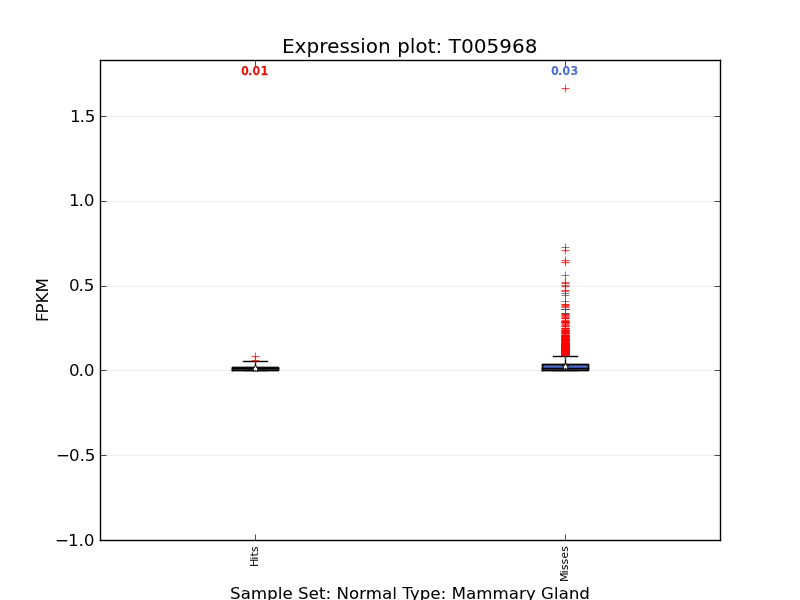 Expression plot: T005968
0.01
0.03
1.5
1.0
0.5
0.0
−0.5
−1.0
FPKM
Hits
Misses
Sample Set: Normal Type: Mammary Gland